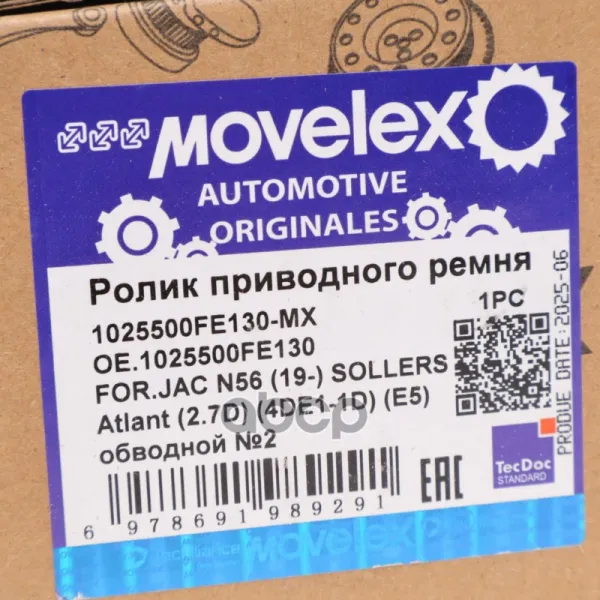 MOVELEX
AUTOMOTIVE
ORIGINALES
Ролик приводного ремня
1025500FE130-MX
1PC
OE.1025500FE130
FOR.JAC N56 (19-) SOLLERS
Atlant (2.7D) (4DE1-1D) (E5)
обводной №2
PRODUE DATE:2025-06
abcp
TecDoc
STANDARD
EAC
6 978691 989291
MOVELEX